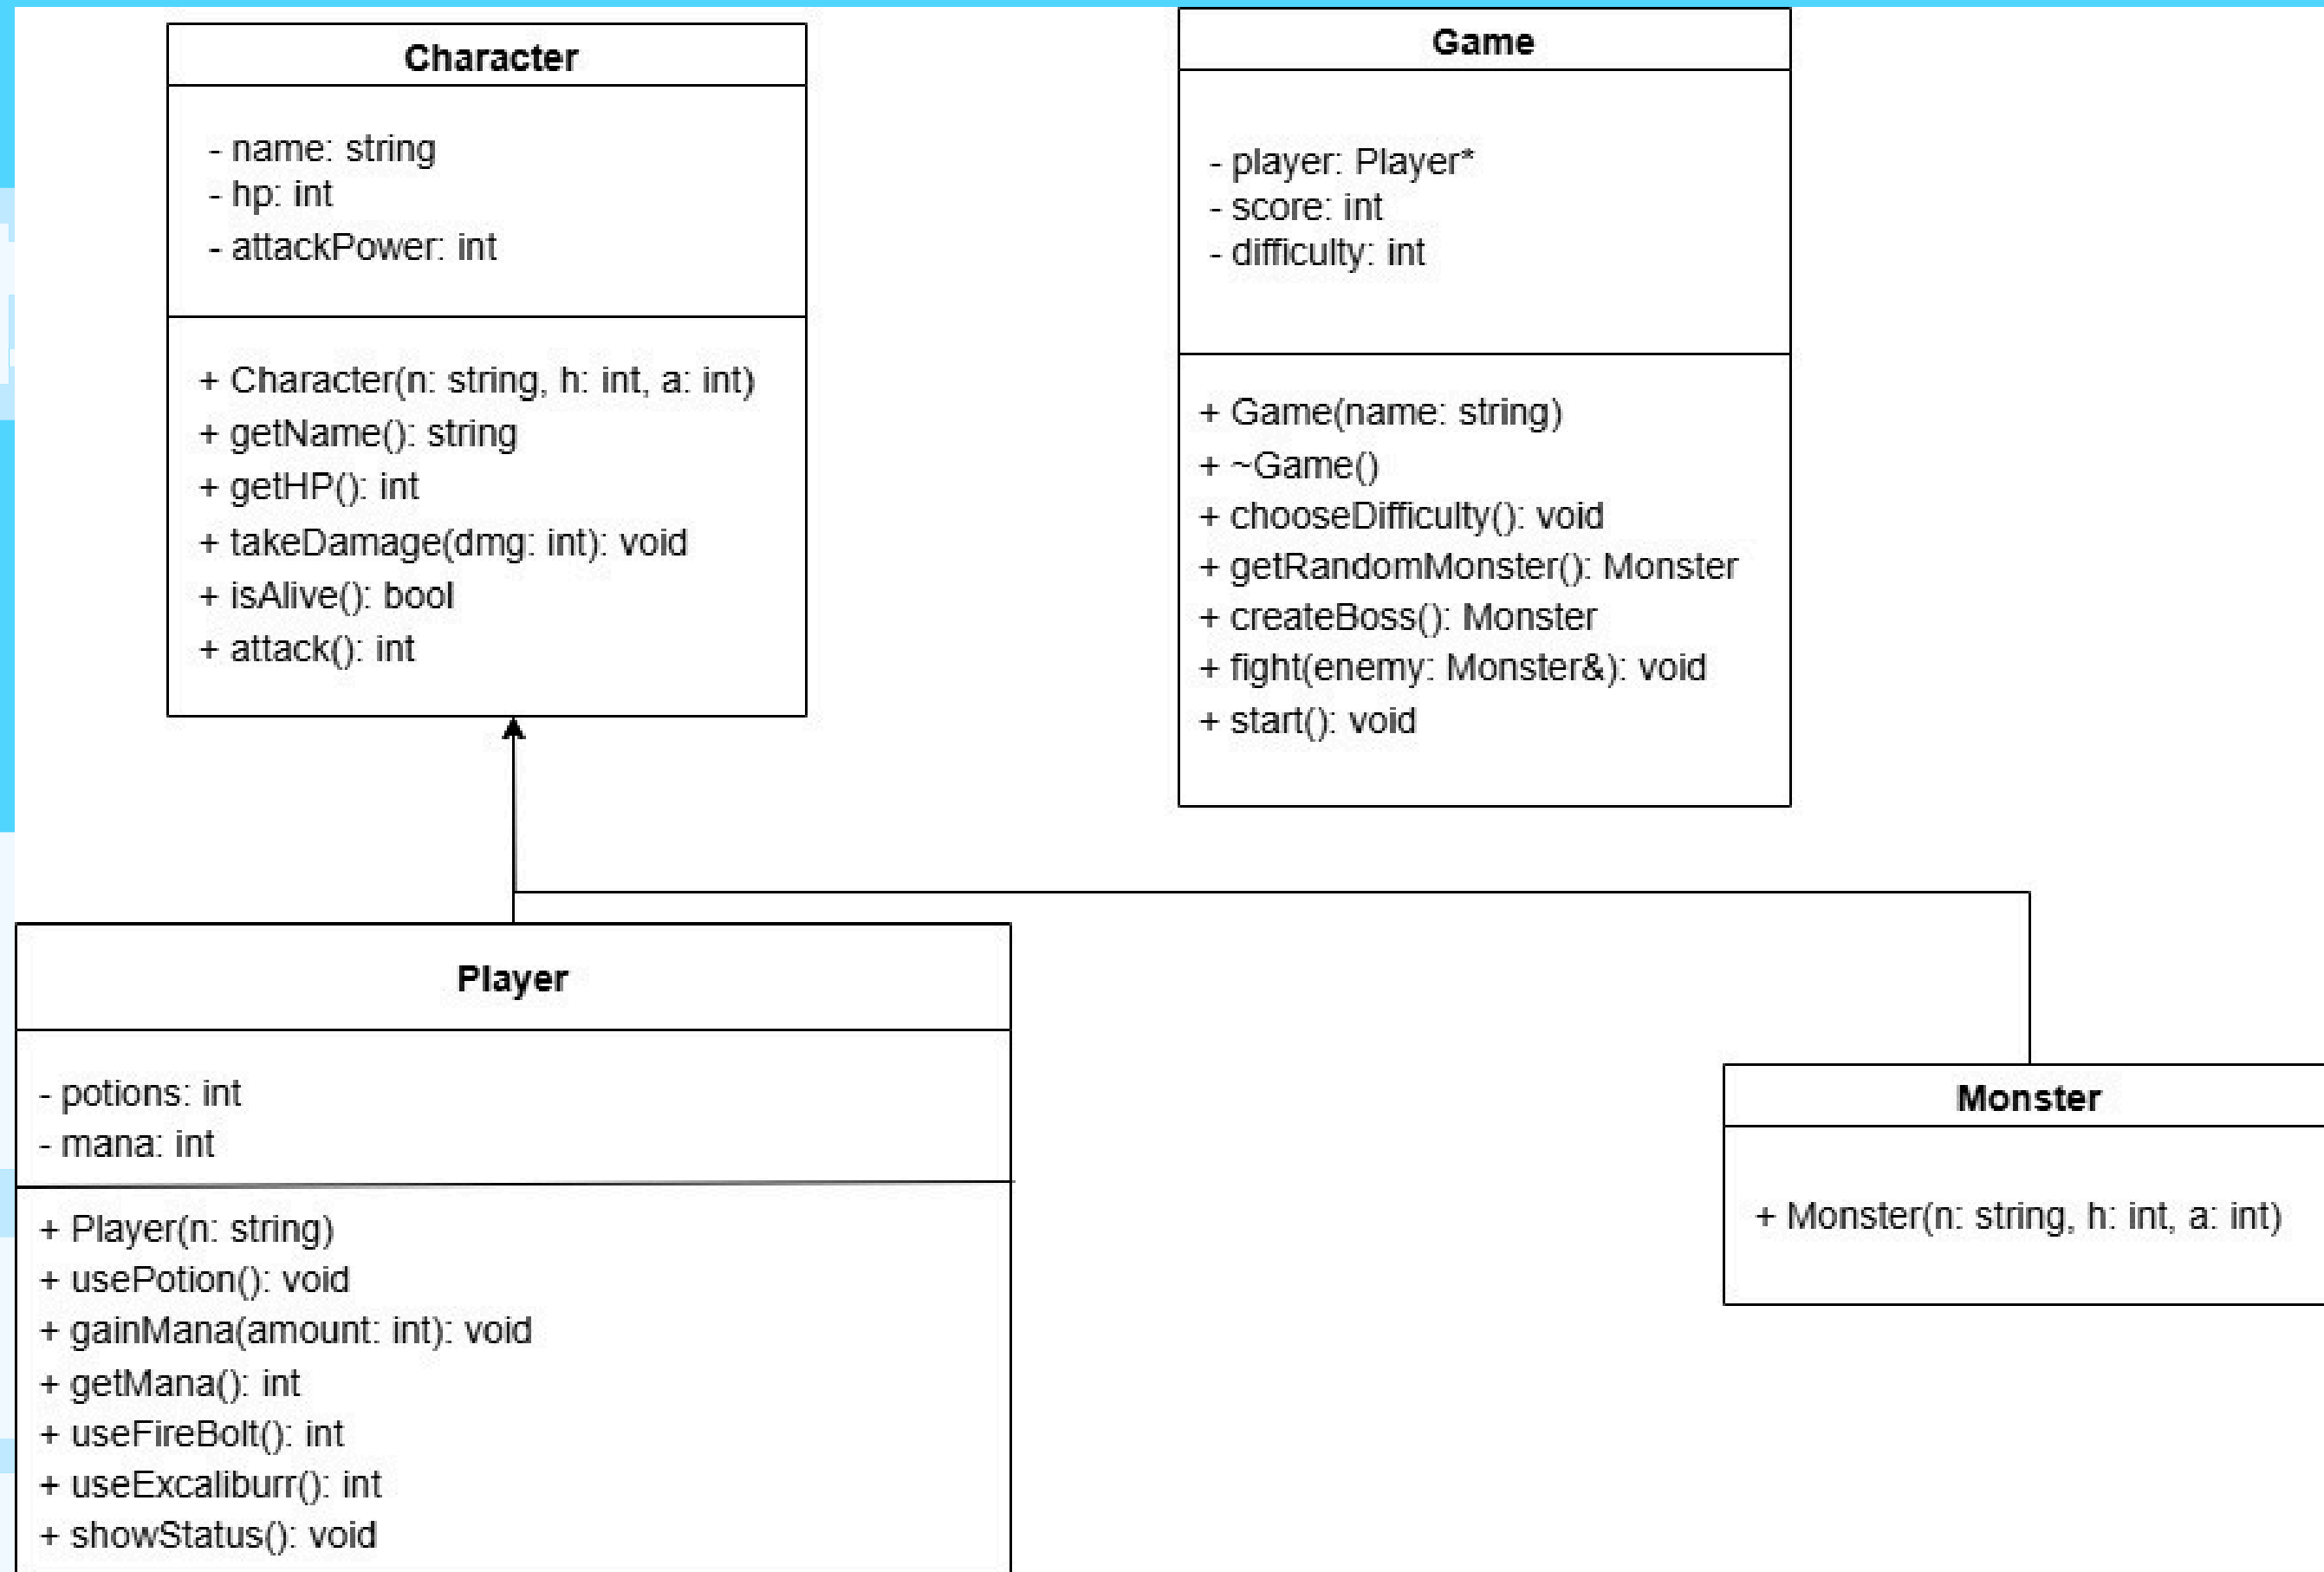 Character
- name: string
- hp: int
- attackPower: int
+ Character(n: string, h: int, a: int)
+ getName(): string
+ getHP(): int
+ takeDamage(dmg: int): void
+ isAlive(): bool
+ attack(): int
Game
- player: Player*
- score: int
- difficulty: int
+ Game(name: string)
+ ~Game()
+ chooseDifficulty(): void
+ getRandomMonster(): Monster
+ createBoss(): Monster
+ fight(enemy: Monster&): void
+ start(): void
Player
- potions: int
- mana: int
+ Player(n: string)
+ usePotion(): void
+ gainMana(amount: int): void
+ getMana(): int
+ useFireBolt(): int
+ useExcaliburr(): int
+ showStatus(): void
Monster
+ Monster(n: string, h: int, a: int)